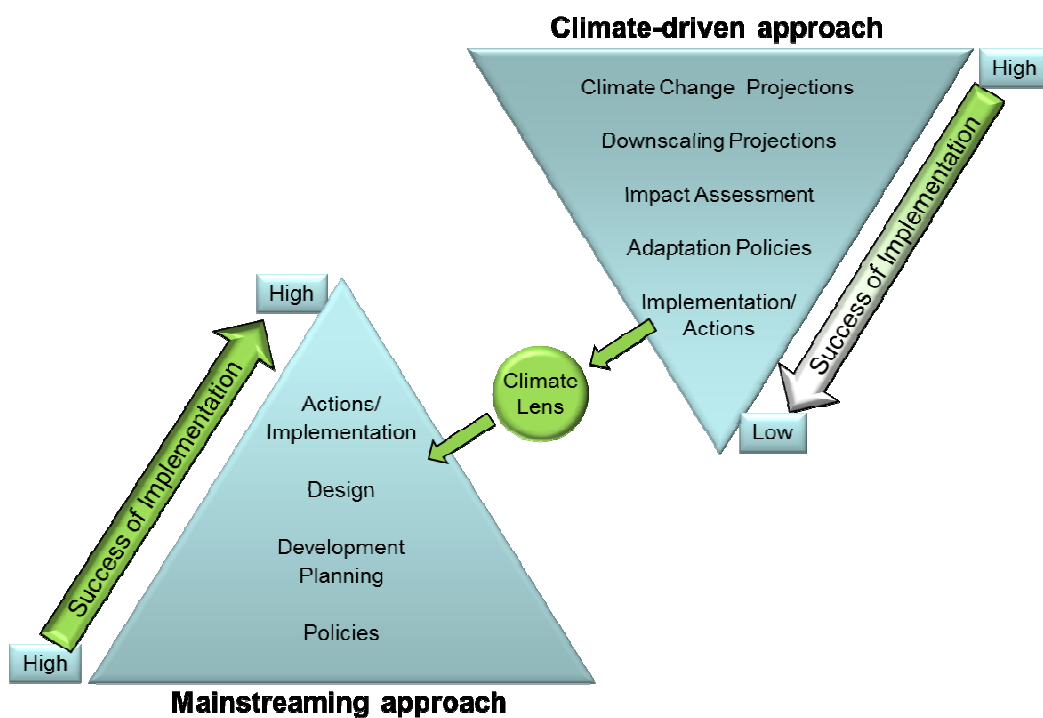 Climate-driven approach
High
Climate Change Projections
Downscaling Projections
Impact Assessment
Adaptation Policies
Implementation/
Actions
Success of Implementation
Low
Climate
Lens
High
Actions/
Implementation
Design
Development
Planning
Policies
Success of Implementation
High
Mainstreaming approach